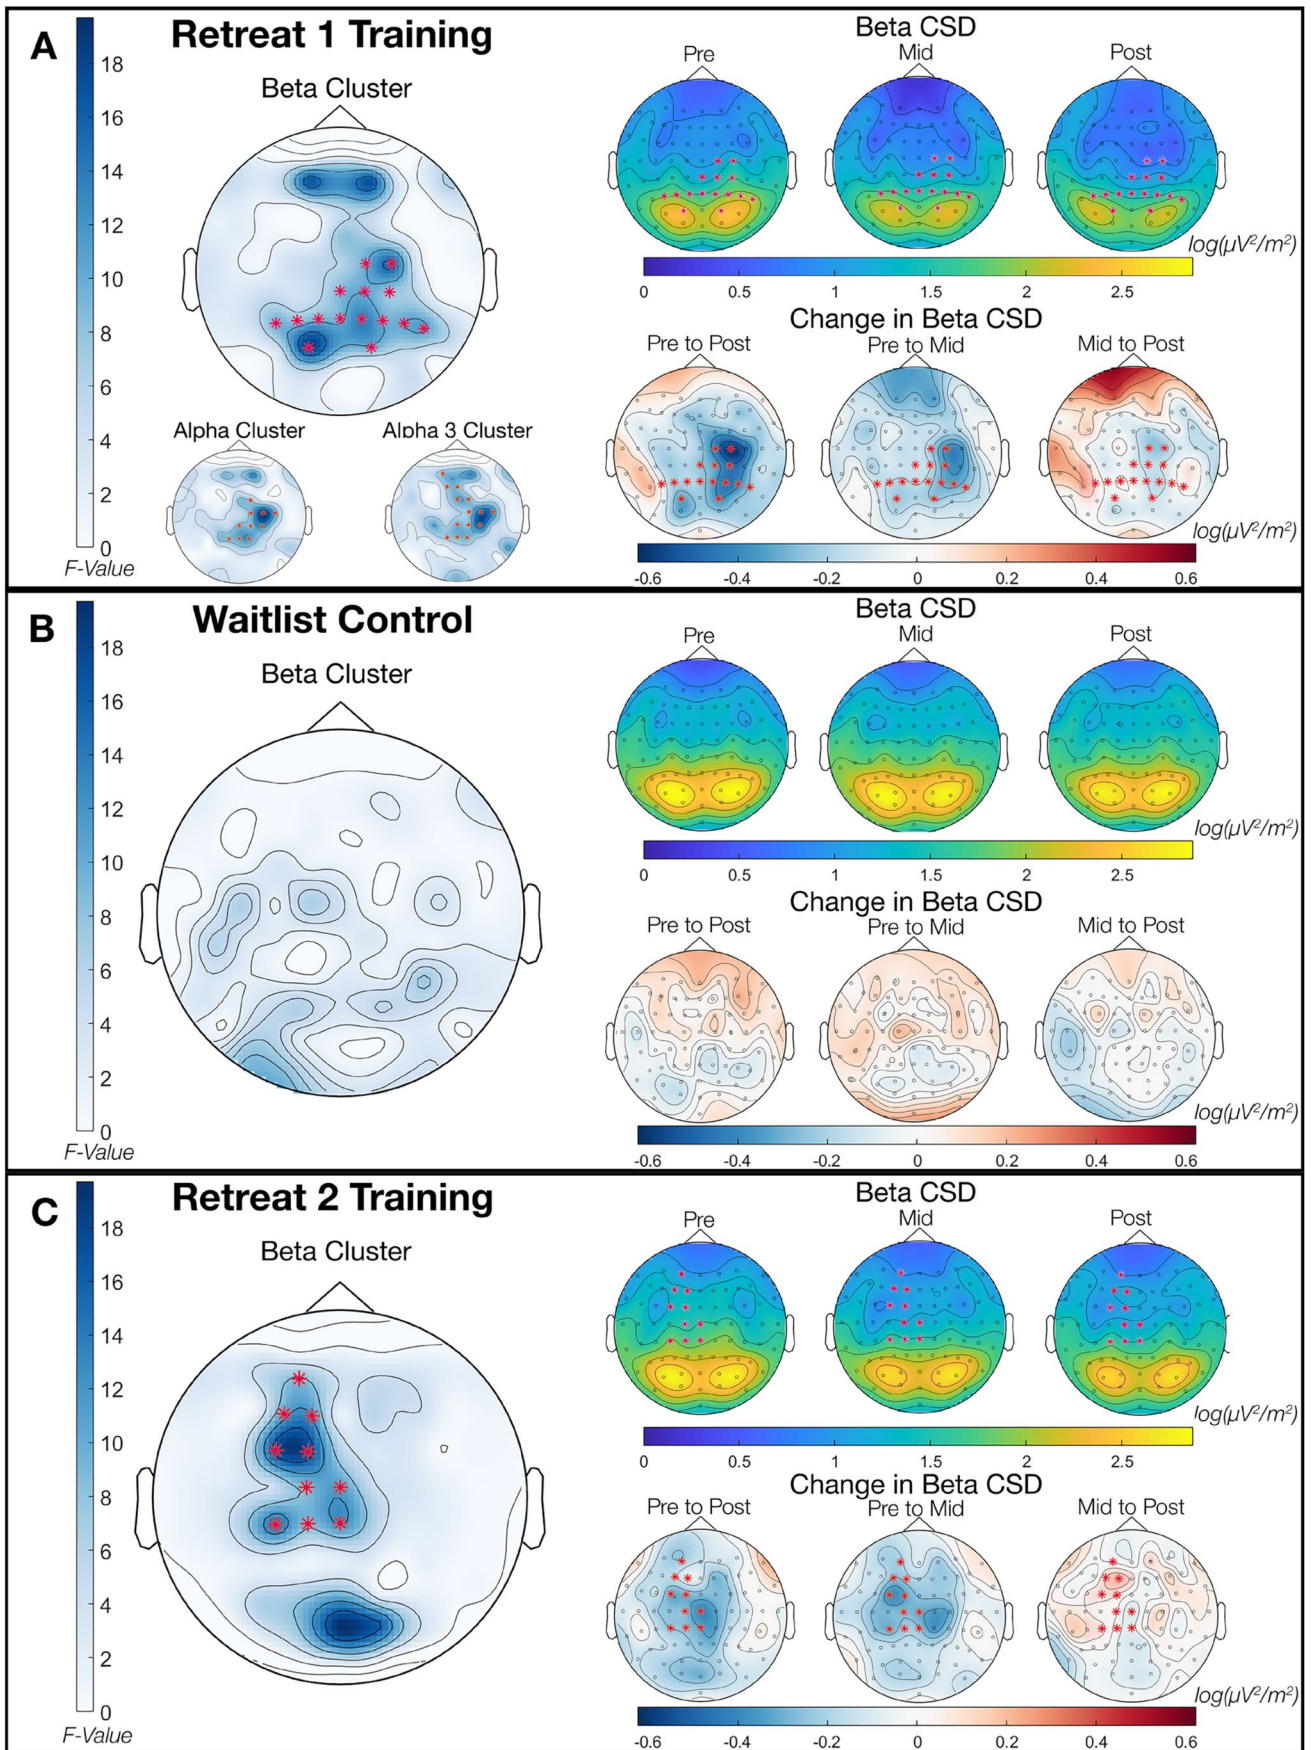 A
Retreat 1 Training
Beta Cluster
18
16
14
12
10
8
6
4
2
0
F-Value
Alpha Cluster
Alpha 3 Cluster
Beta CSD
Pre
Mid
Post
log(µV²/m²)
0 0.5 1 1.5 2 2.5
Change in Beta CSD
Pre to Post
Pre to Mid
Mid to Post
log(µV²/m²)
-0.6 -0.4 -0.2 0 0.2 0.4 0.6
B
Waitlist Control
Beta Cluster
18
16
14
12
10
8
6
4
2
0
F-Value
Beta CSD
Pre
Mid
Post
log(µV²/m²)
0 0.5 1 1.5 2 2.5
Change in Beta CSD
Pre to Post
Pre to Mid
Mid to Post
log(µV²/m²)
-0.6 -0.4 -0.2 0 0.2 0.4 0.6
C
Retreat 2 Training
Beta Cluster
18
16
14
12
10
8
6
4
2
0
F-Value
Beta CSD
Pre
Mid
Post
log(µV²/m²)
0 0.5 1 1.5 2 2.5
Change in Beta CSD
Pre to Post
Pre to Mid
Mid to Post
log(µV²/m²)
-0.6 -0.4 -0.2 0 0.2 0.4 0.6